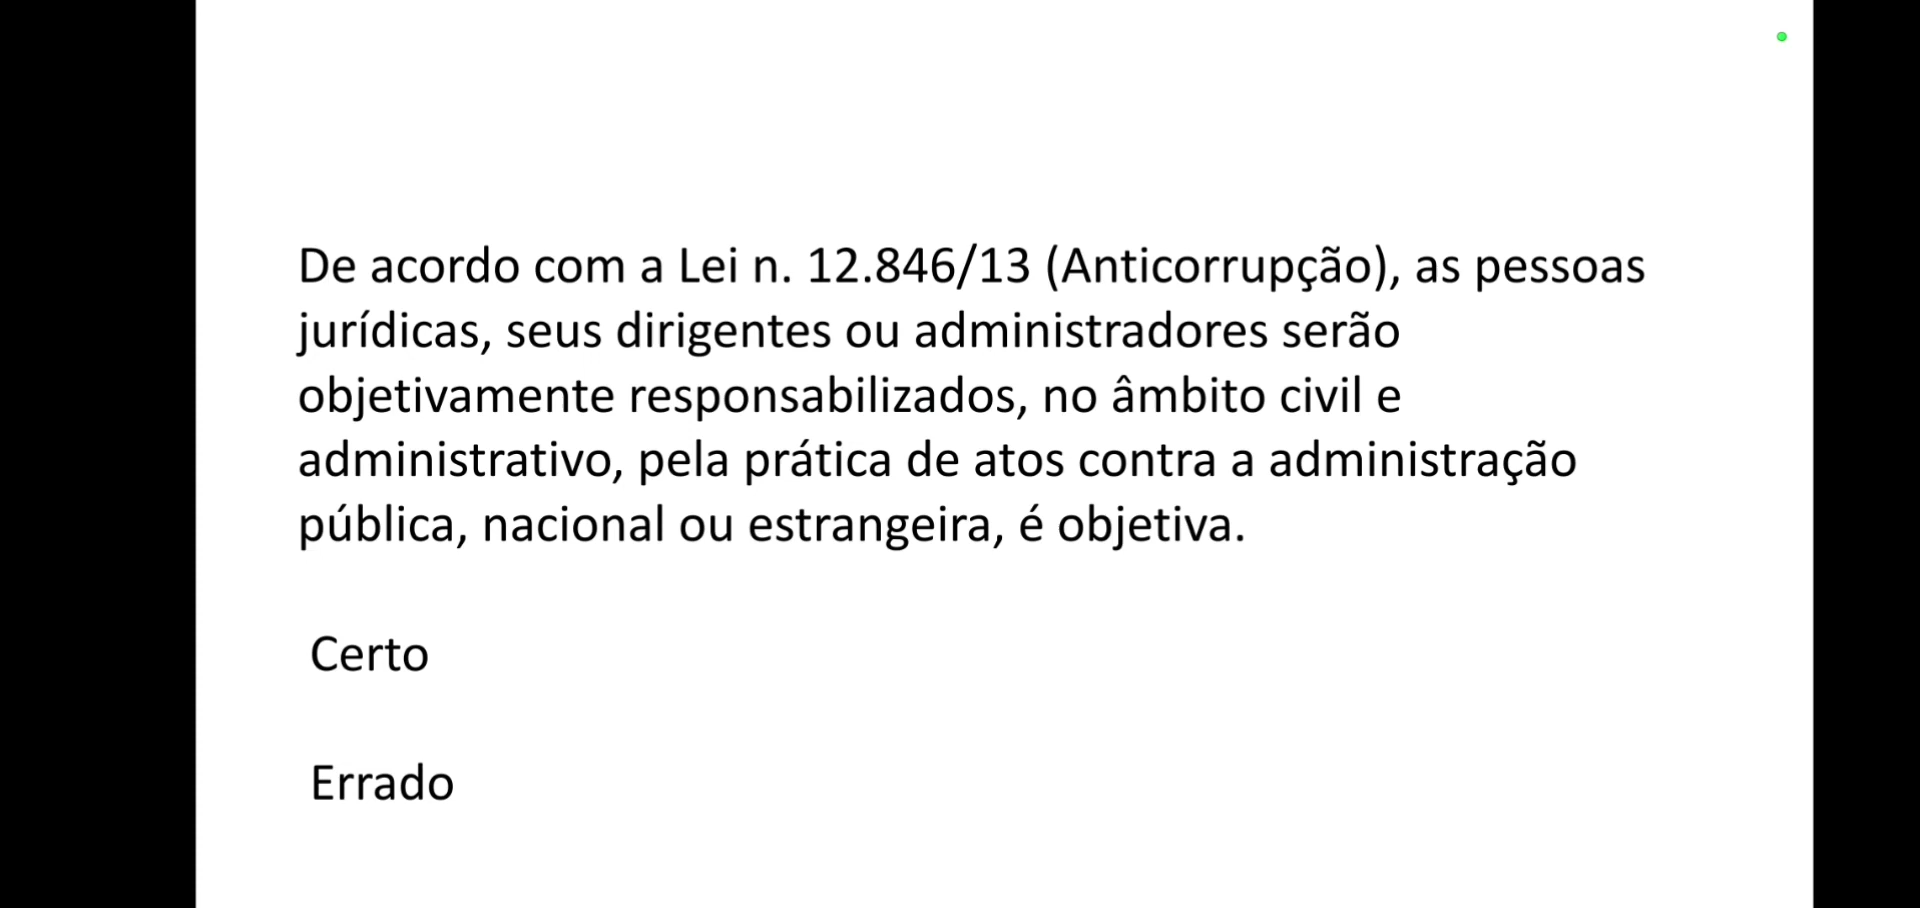 De acordo com a Lei n. 12.846/13 (Anticorrupção), as pessoas
jurídicas, seus dirigentes ou administradores serão
objetivamente responsabilizados, no âmbito civil e
administrativo, pela prática de atos contra a administração
pública, nacional ou estrangeira, é objetiva.
Certo
Errado